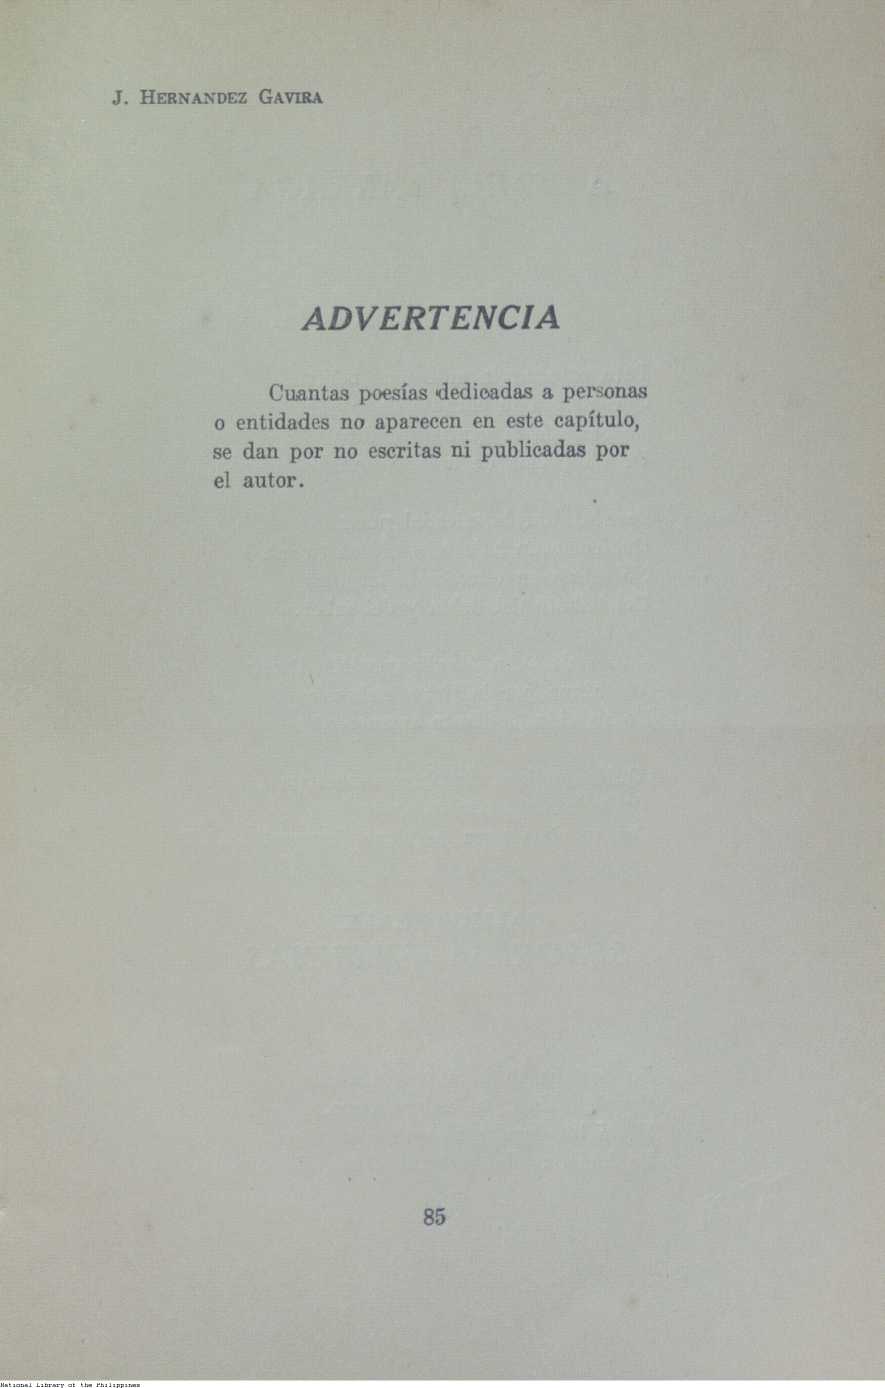 J. HERNANDEZ GAVIRA
ADVERTENCIA
Cuantas poesías dedicadas a personas
o entidades no aparecen en este capítulo,
se dan por no escritas ni publicadas por
el autor.
85
National Library of the Philippines